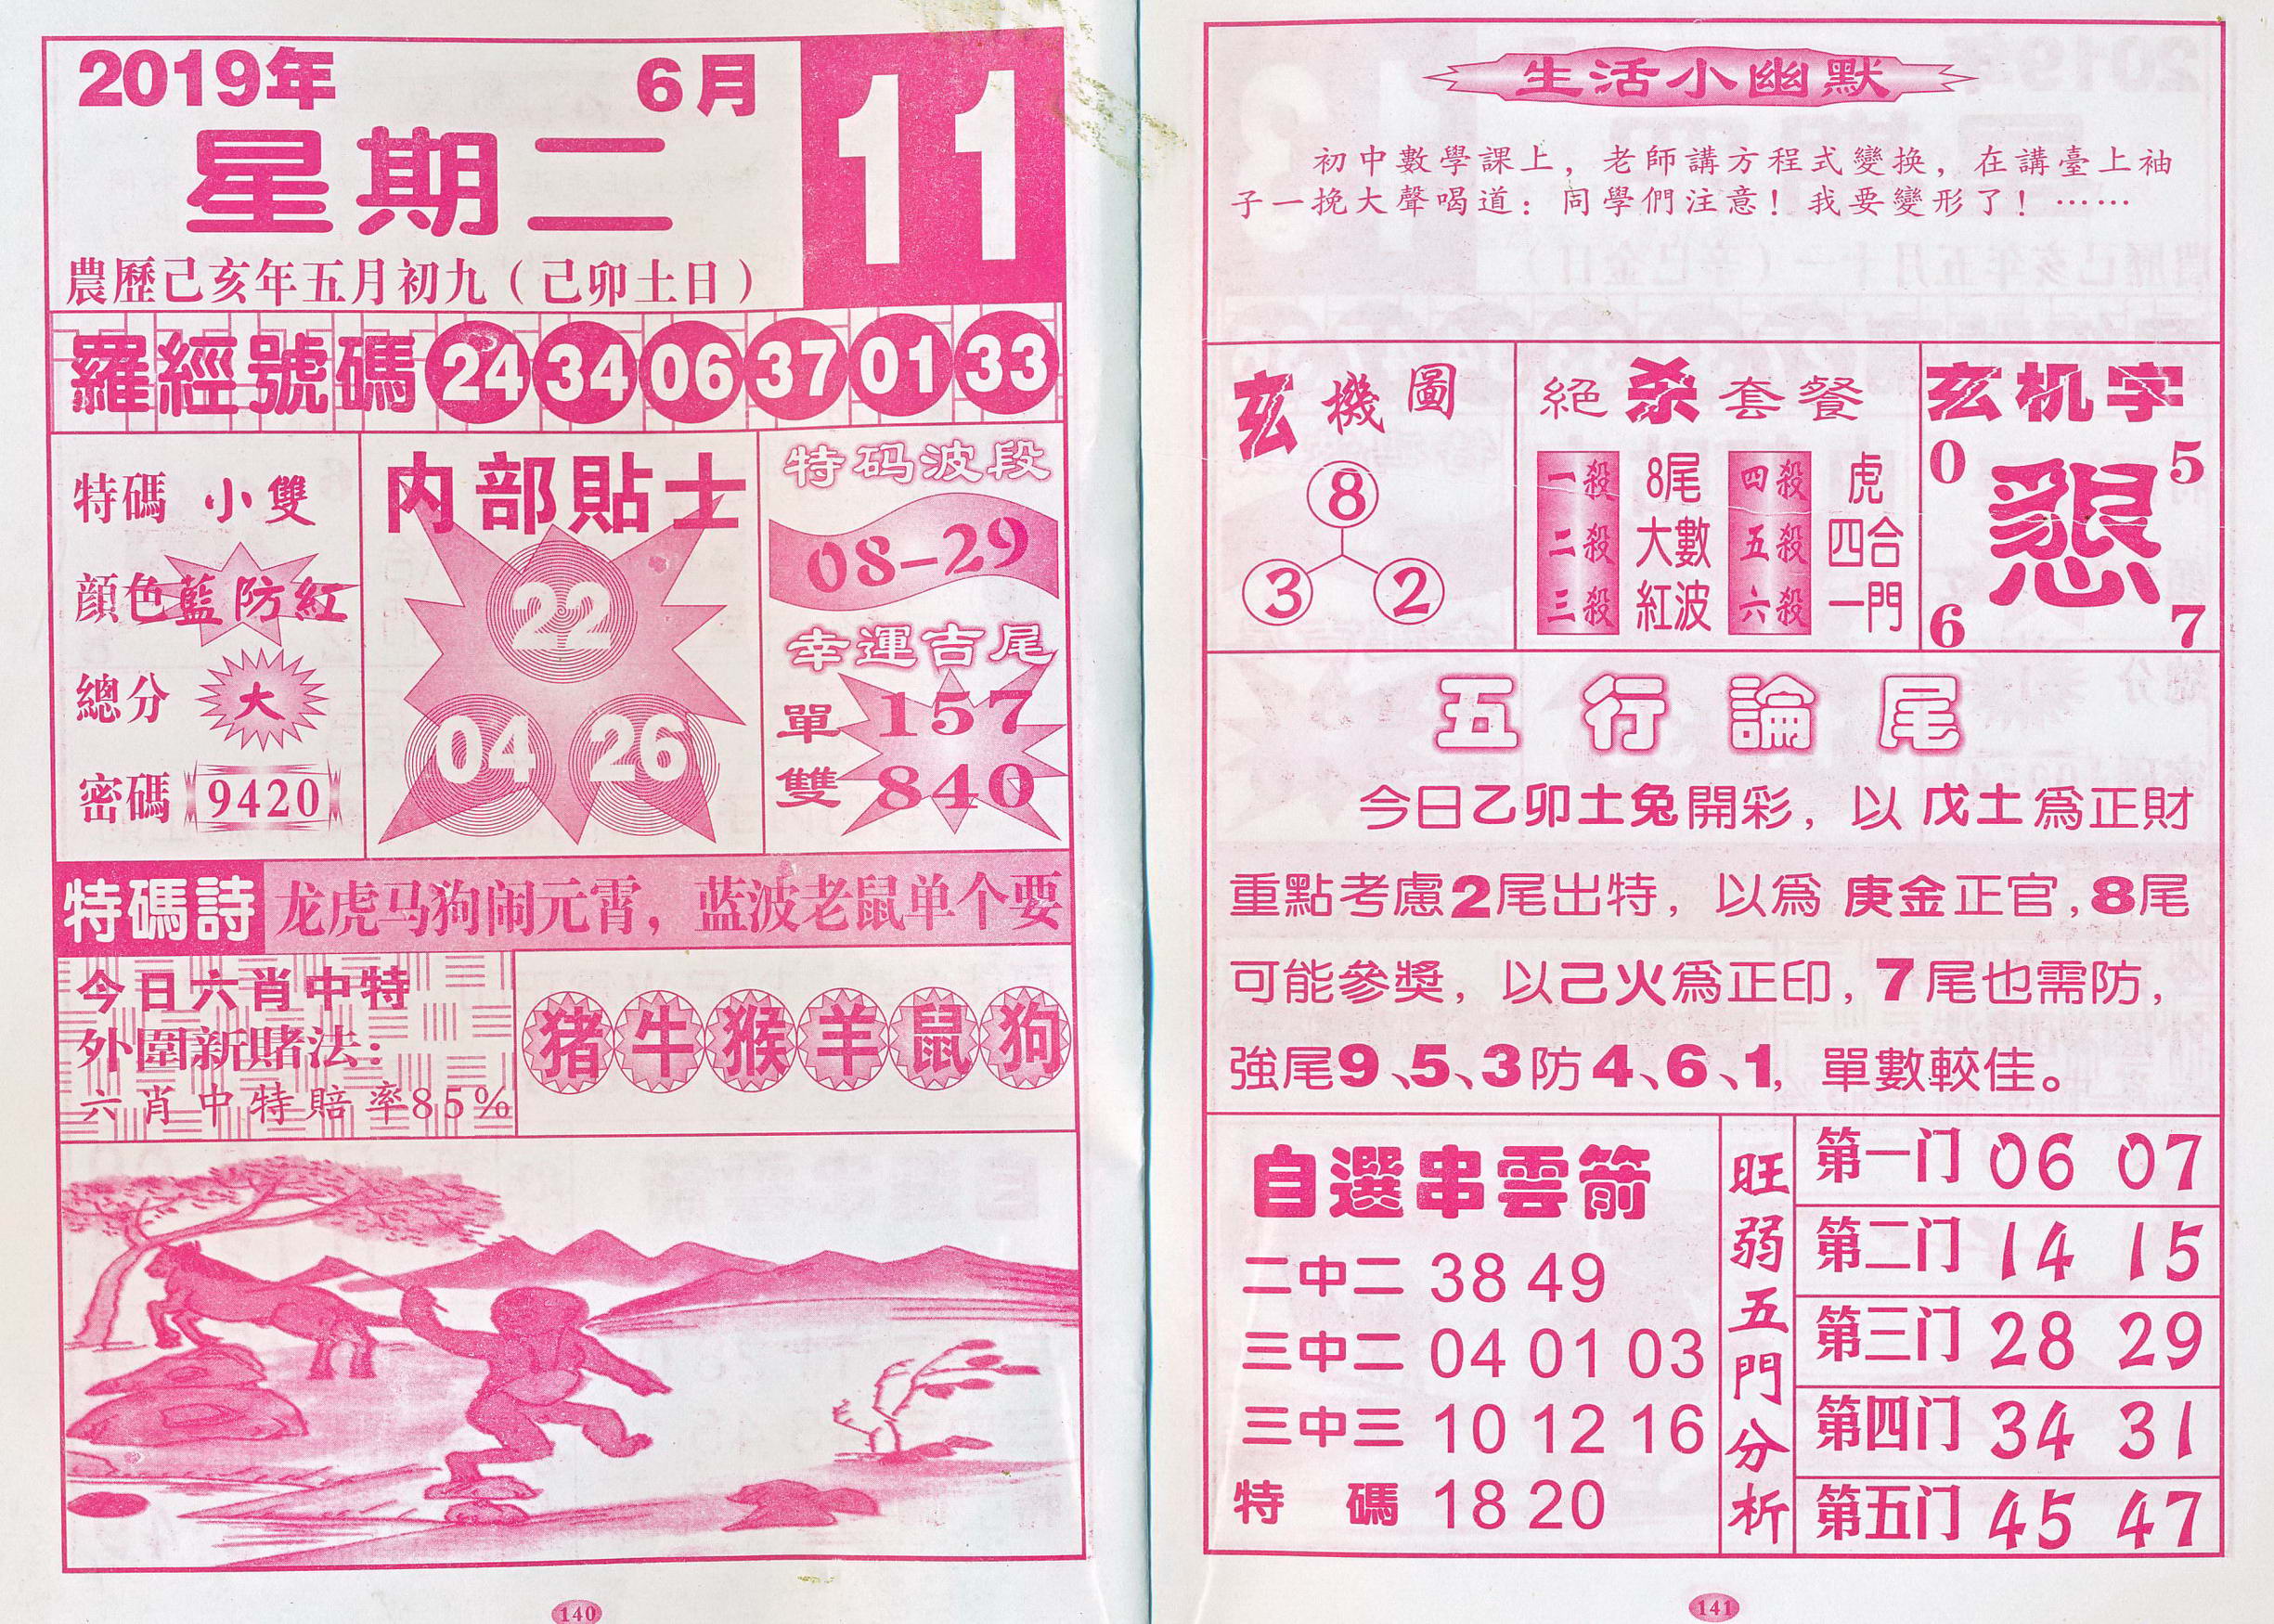 2019年
6月
11
星期二
農歷己亥年五月初九（己卯土日）
羅經號碼 24 34 06 37 01 33
特碼 小雙
顔色 藍防紅
總分 大
密碼 9420
内部貼士
22
04 26
特码波段
08-29
幸運吉尾
單 157
雙 840
特碼詩 龙虎马狗闹元霄，蓝波老鼠单个要
今日六肖中特
外圍新賭法：
六肖中特賠率85%
猪 牛 猴 羊 鼠 狗
140
生活小幽默
初中數學課上，老師講方程式變换，在講臺上袖
子一挽大聲喝道：同學們注意！我要變形了！……
玄機圖
8
3 2
絕杀套餐
一殺 8尾 四殺 虎
二殺 大數 五殺 四合
三殺 紅波 六殺 一門
玄机字
0 5
懇
6 7
五行論尾
今日乙卯土兔開彩，以 戊土爲正財
重點考慮2尾出特，以爲 庚金正官，8尾
可能參獎，以己火爲正印，7尾也需防，
強尾9、5、3防4、6、1，單數較佳。
自選串雲箭
二中二 38 49
三中二 04 01 03
三中三 10 12 16
特碼 18 20
旺弱五門分析
第一门 06 07
第二门 14 15
第三门 28 29
第四门 34 31
第五门 45 47
141